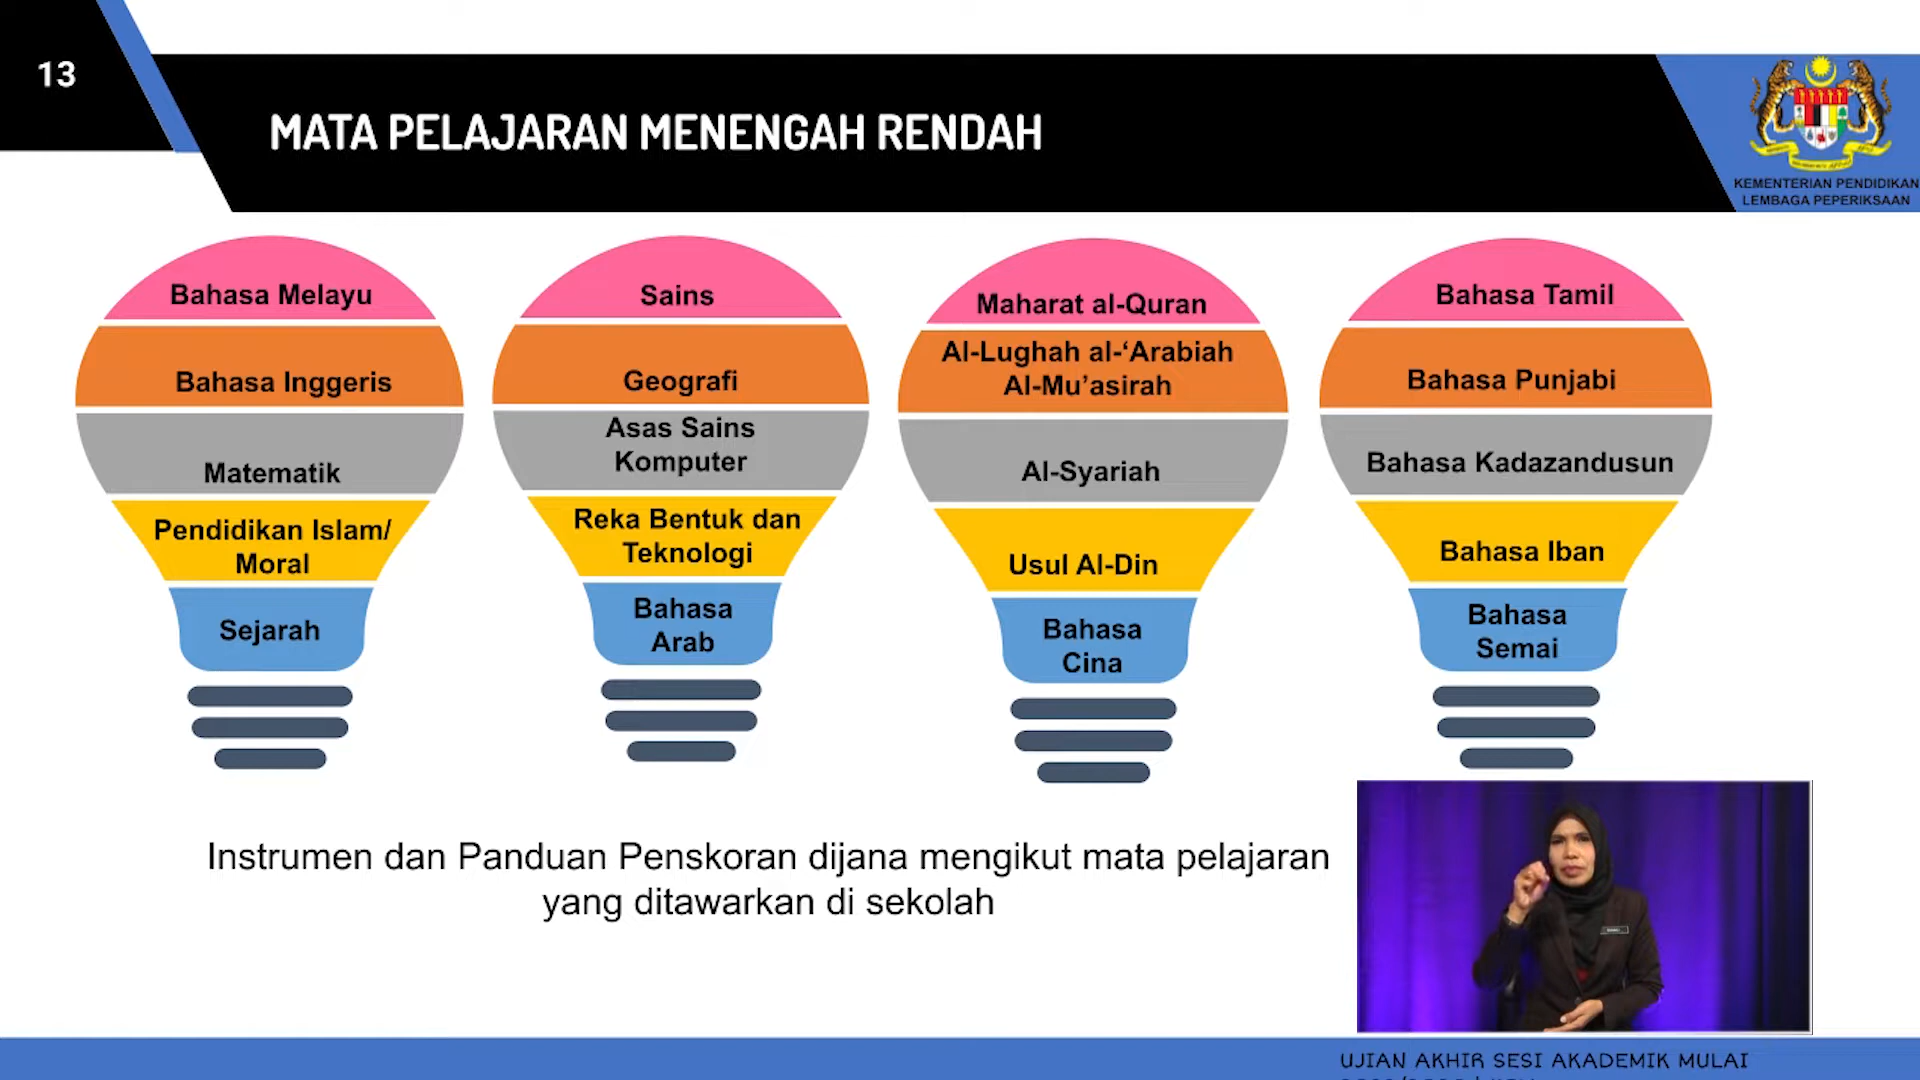 13
MATA PELAJARAN MENENGAH RENDAH
KEMENTERIAN PENDIDIKAN
LEMBAGA PEPERIKSAAN
Bahasa Melayu
Bahasa Inggeris
Matematik
Pendidikan Islam/
Moral
Sejarah
Sains
Geografi
Asas Sains
Komputer
Reka Bentuk dan
Teknologi
Bahasa
Arab
Maharat al-Quran
Al-Lughah al-‘Arabiah
Al-Mu’asirah
Al-Syariah
Usul Al-Din
Bahasa
Cina
Bahasa Tamil
Bahasa Punjabi
Bahasa Kadazandusun
Bahasa Iban
Bahasa
Semai
Instrumen dan Panduan Penskoran dijana mengikut mata pelajaran
yang ditawarkan di sekolah
UJIAN AKHIR SESI AKADEMIK MULAI